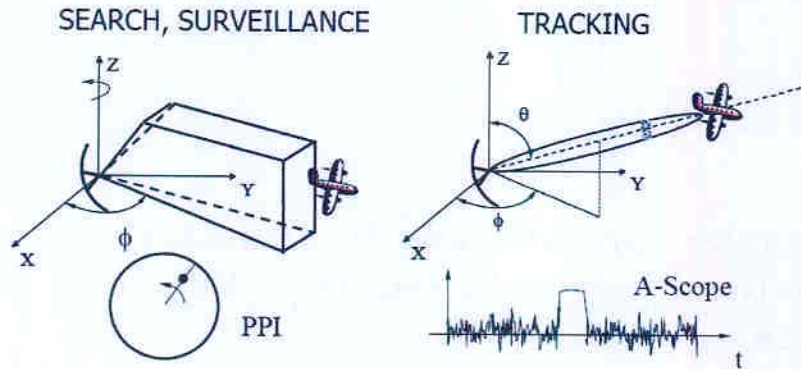 SEARCH, SURVEILLANCE
Z
Y
X
ϕ
PPI
TRACKING
Z
θ
Y
X
ϕ
A-Scope
t